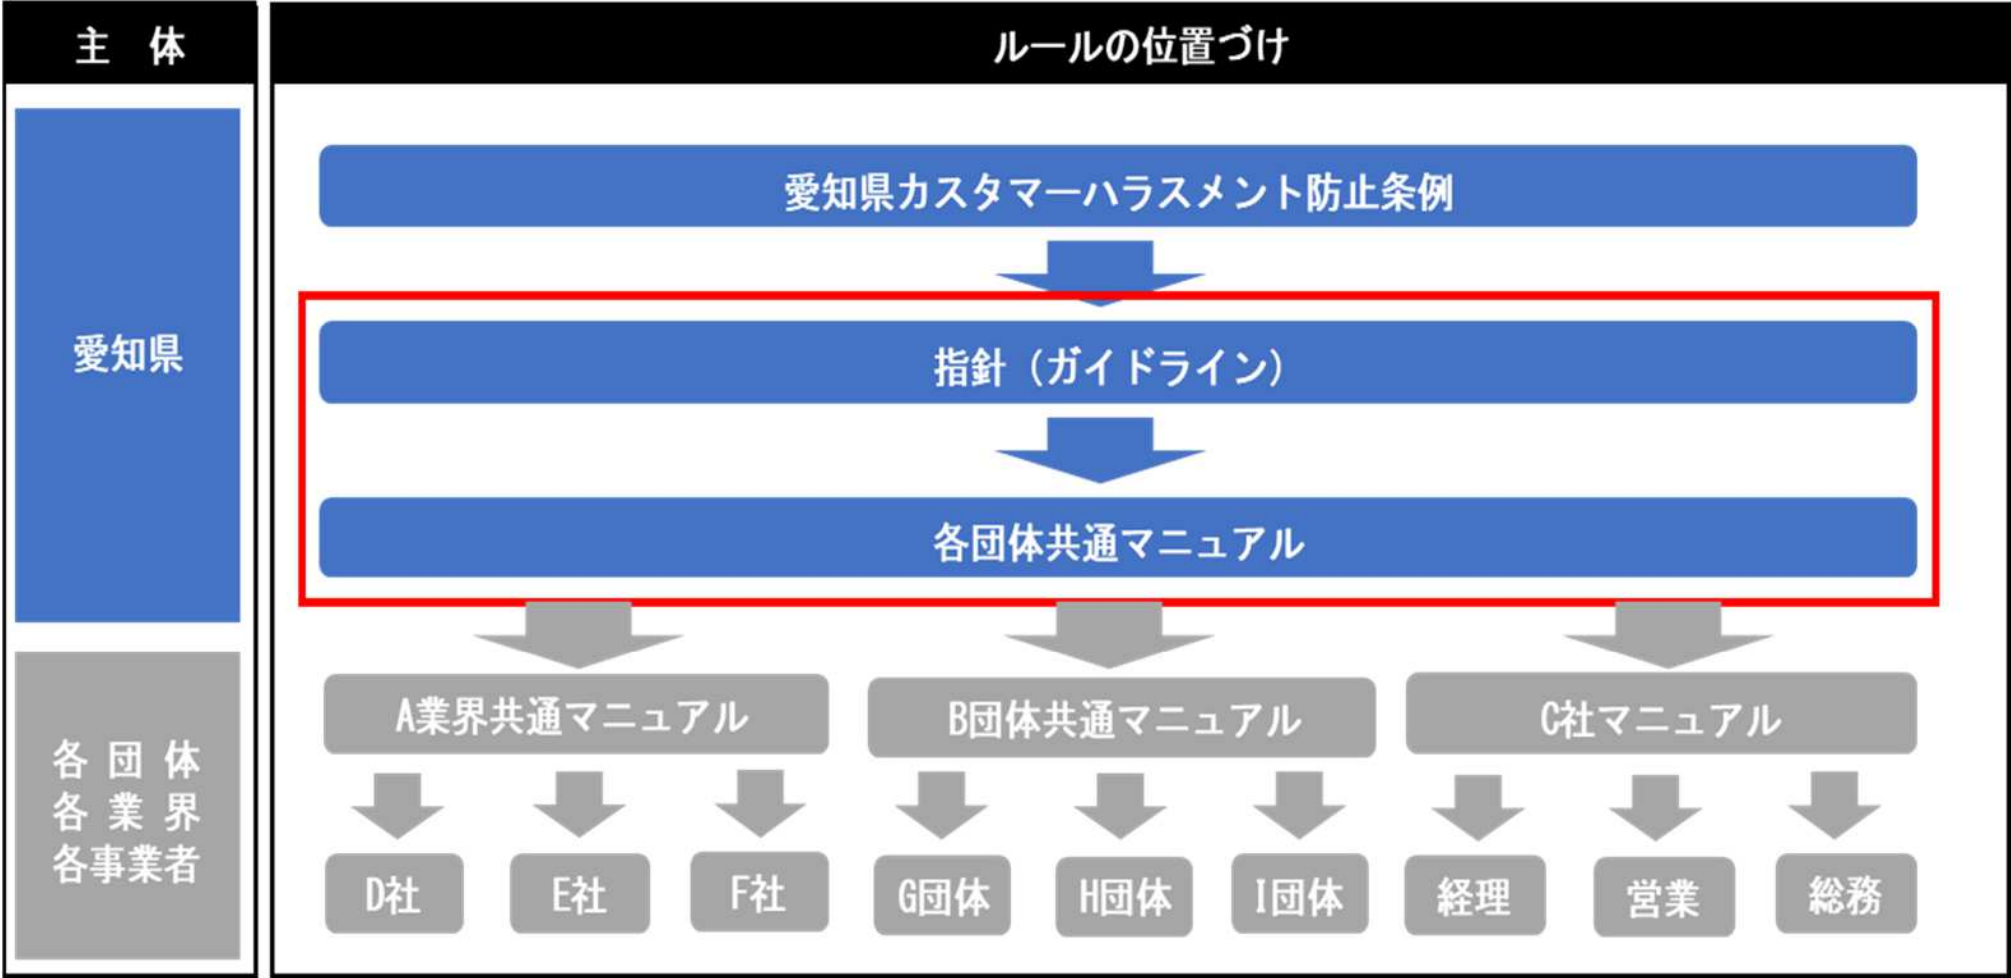 主 体
ルールの位置づけ
愛知県
愛知県カスタマーハラスメント防止条例
指針（ガイドライン）
各団体共通マニュアル
各団体
各業界
各事業者
A業界共通マニュアル
B団体共通マニュアル
C社マニュアル
D社
E社
F社
G団体
H団体
I団体
経理
営業
総務